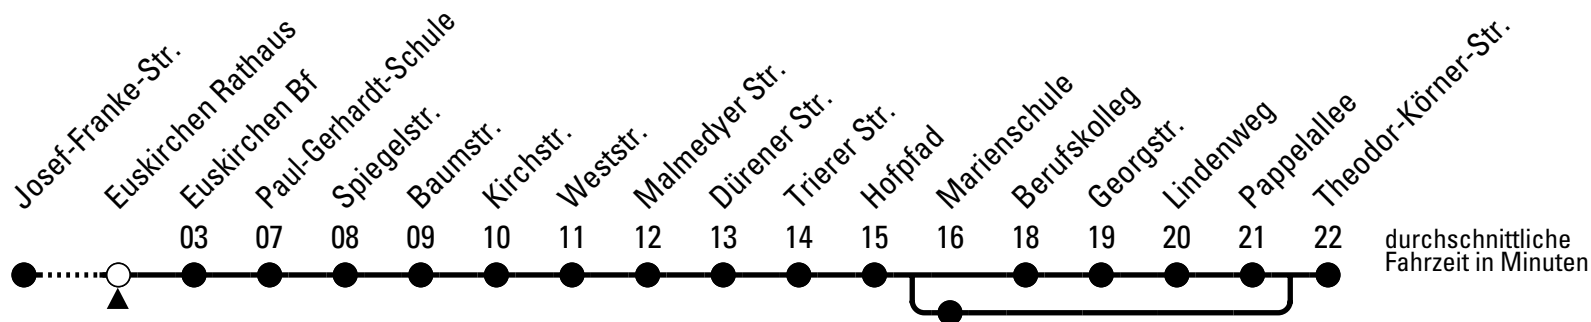 Josef-Franke-Str.
Euskirchen Rathaus
Euskirchen Bf
Paul-Gerhardt-Schule
Spiegelstr.
Baumstr.
Kirchstr.
Weststr.
Malmedyer Str.
Dürener Str.
Trierer Str.
Hofpfad
Marienschule
Berufskolleg
Georgstr.
Lindenweg
Pappelallee
Theodor-Körner-Str.
03 07 08 09 10 11 12 13 14 15 16 18 19 20 21 22
durchschnittliche
Fahrzeit in Minuten